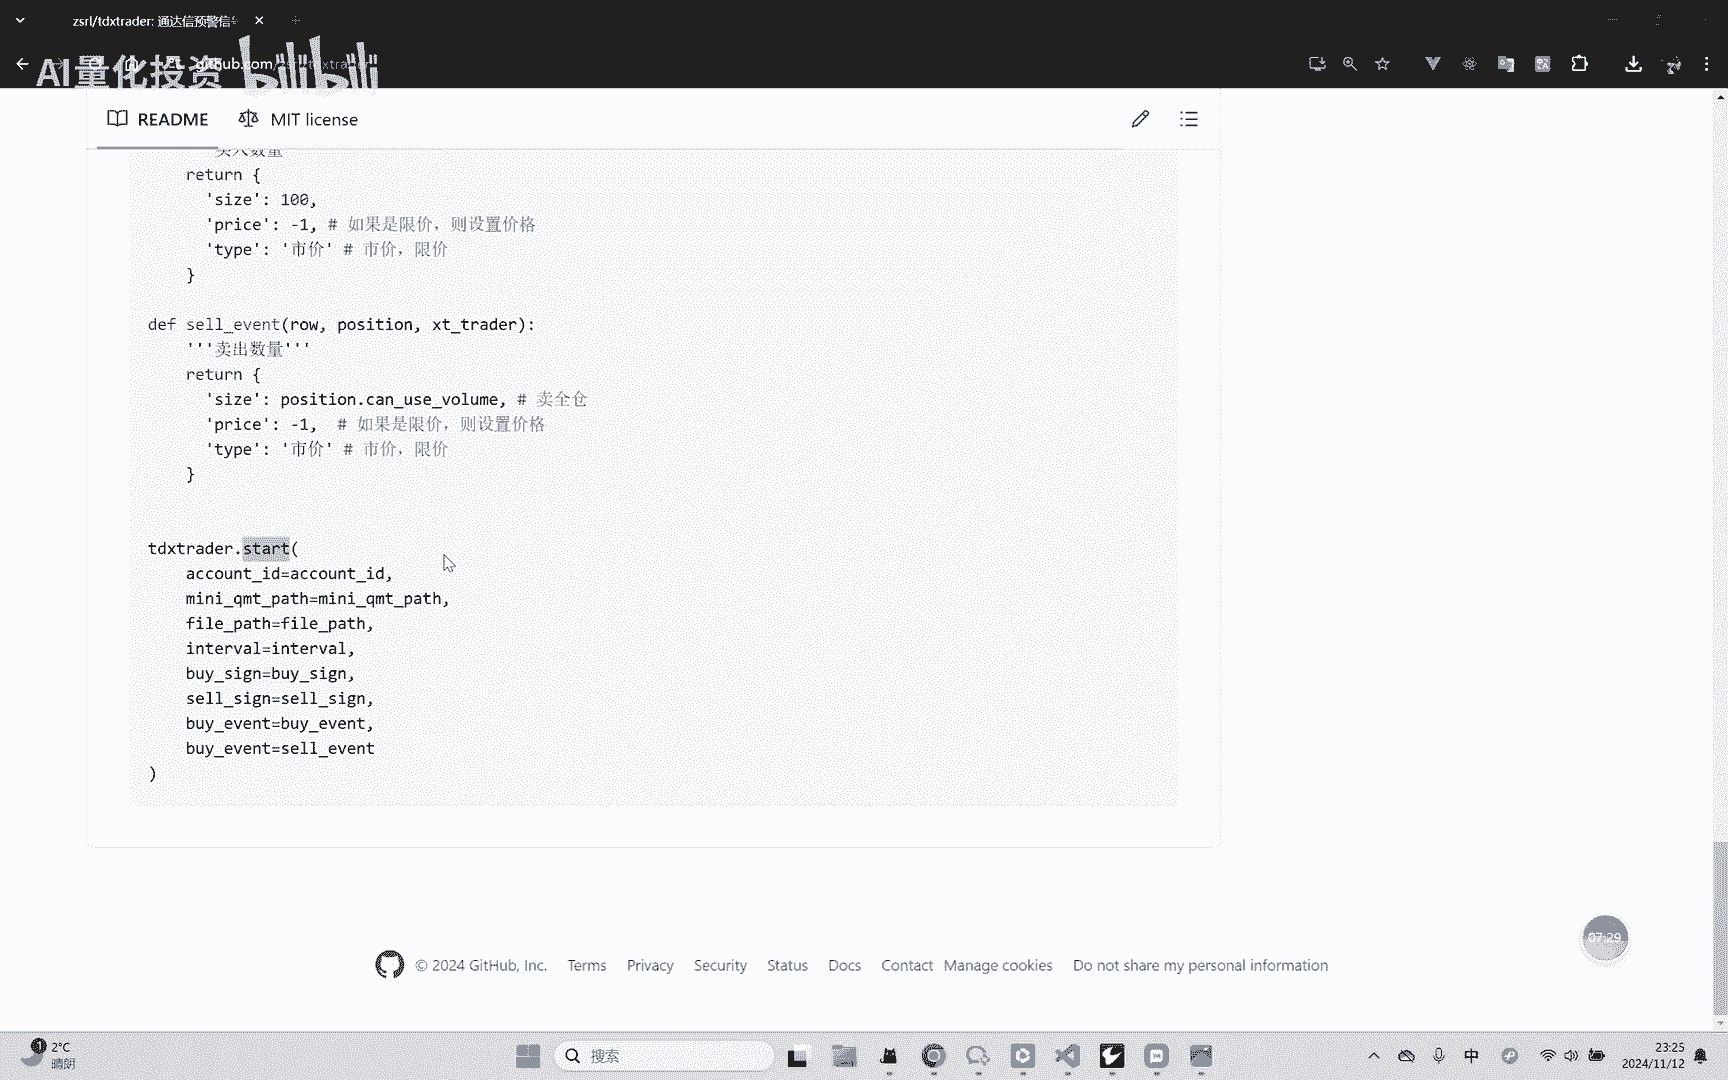 zsrl/tdxtrader: 通达信预警信
AI量化投资 bilibili
github.com/zsrl/tdxtrader
README
MIT license
'''买入数量'''
return {
'size': 100,
'price': -1, # 如果是限价，则设置价格
'type': '市价' # 市价，限价
}
def sell_event(row, position, xt_trader):
'''卖出数量'''
return {
'size': position.can_use_volume, # 卖全仓
'price': -1,  # 如果是限价，则设置价格
'type': '市价' # 市价，限价
}
tdxtrader.start(
account_id=account_id,
mini_qmt_path=mini_qmt_path,
file_path=file_path,
interval=interval,
buy_sign=buy_sign,
sell_sign=sell_sign,
buy_event=buy_event,
buy_event=sell_event
)
07:29
© 2024 GitHub, Inc. Terms Privacy Security Status Docs Contact Manage cookies Do not share my personal information
2°C
晴朗
搜索
中
23:25
2024/11/12